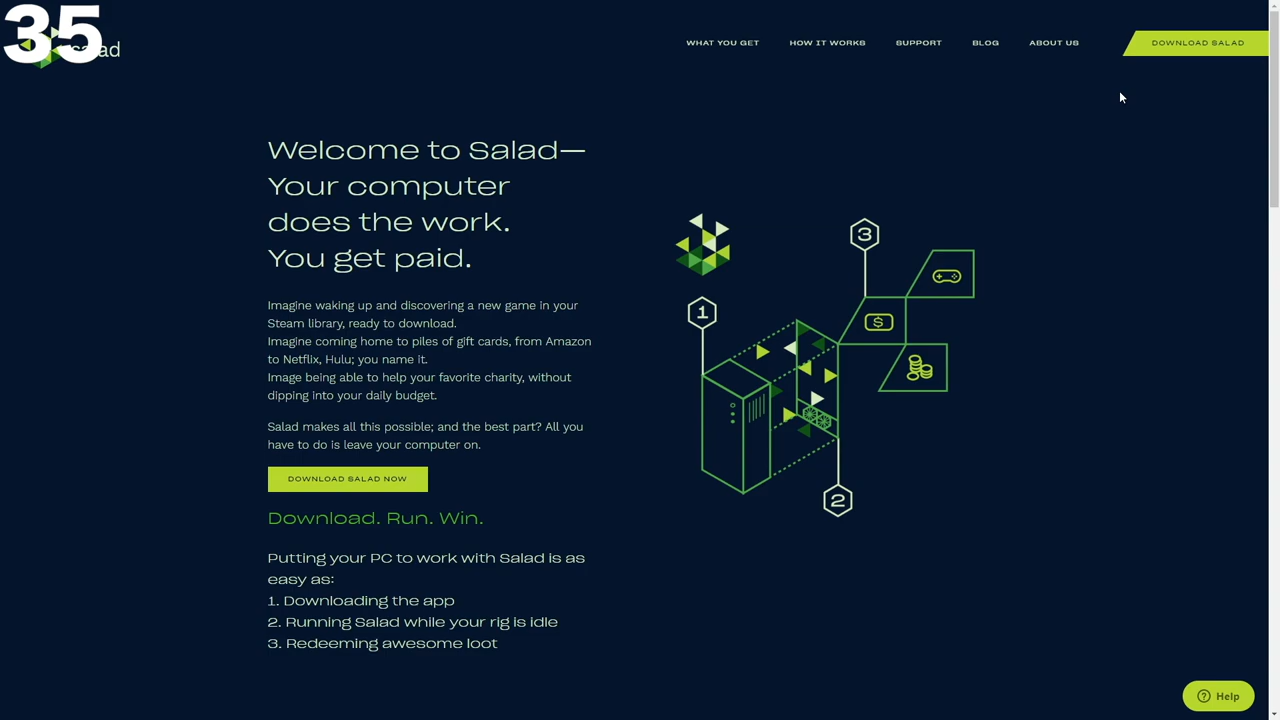 35
salad
WHAT YOU GET
HOW IT WORKS
SUPPORT
BLOG
ABOUT US
DOWNLOAD SALAD
Welcome to Salad—
Your computer
does the work.
You get paid.
Imagine waking up and discovering a new game in your
Steam library, ready to download.
Imagine coming home to piles of gift cards, from Amazon
to Netflix, Hulu; you name it.
Image being able to help your favorite charity, without
dipping into your daily budget.
Salad makes all this possible; and the best part? All you
have to do is leave your computer on.
DOWNLOAD SALAD NOW
Download. Run. Win.
Putting your PC to work with Salad is as
easy as:
1. Downloading the app
2. Running Salad while your rig is idle
3. Redeeming awesome loot
1
2
3
$
? Help